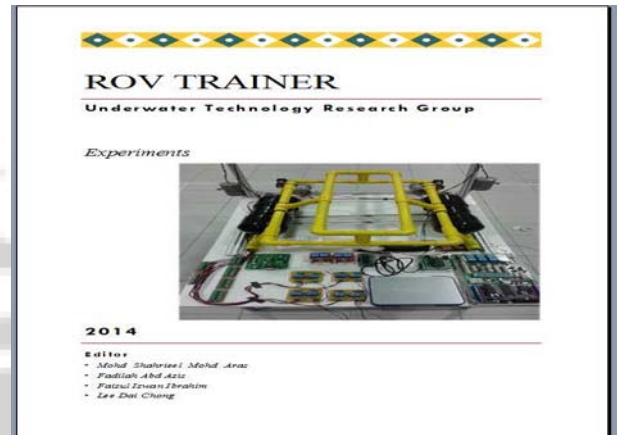 ROV TRAINER
Underwater Technology Research Group
Experiments
2014
Editor
- Mohd Shahrieel Mohd Aras
- Fadilah Abd Aziz
- Faizul Izwan Ibrahim
- Lee Dai Chong